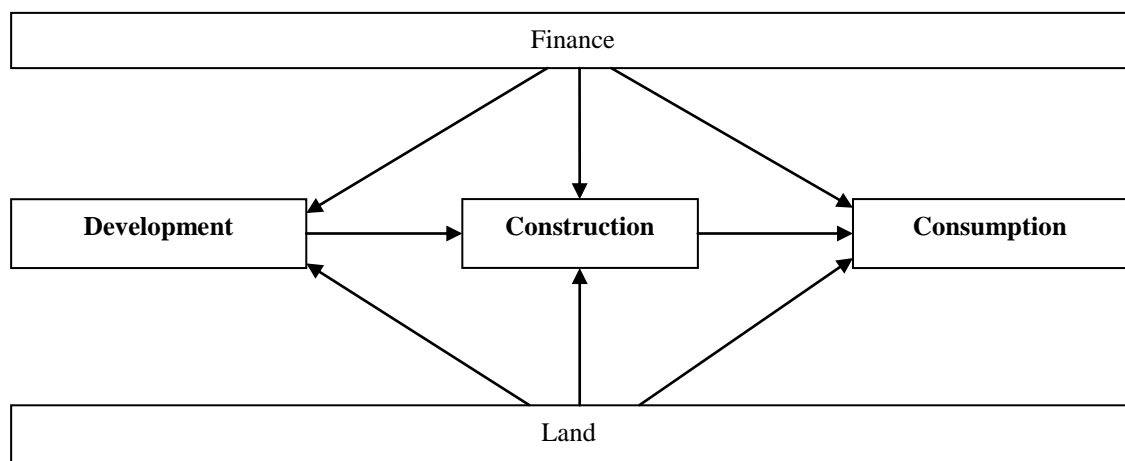 Finance
Development
Construction
Consumption
Land